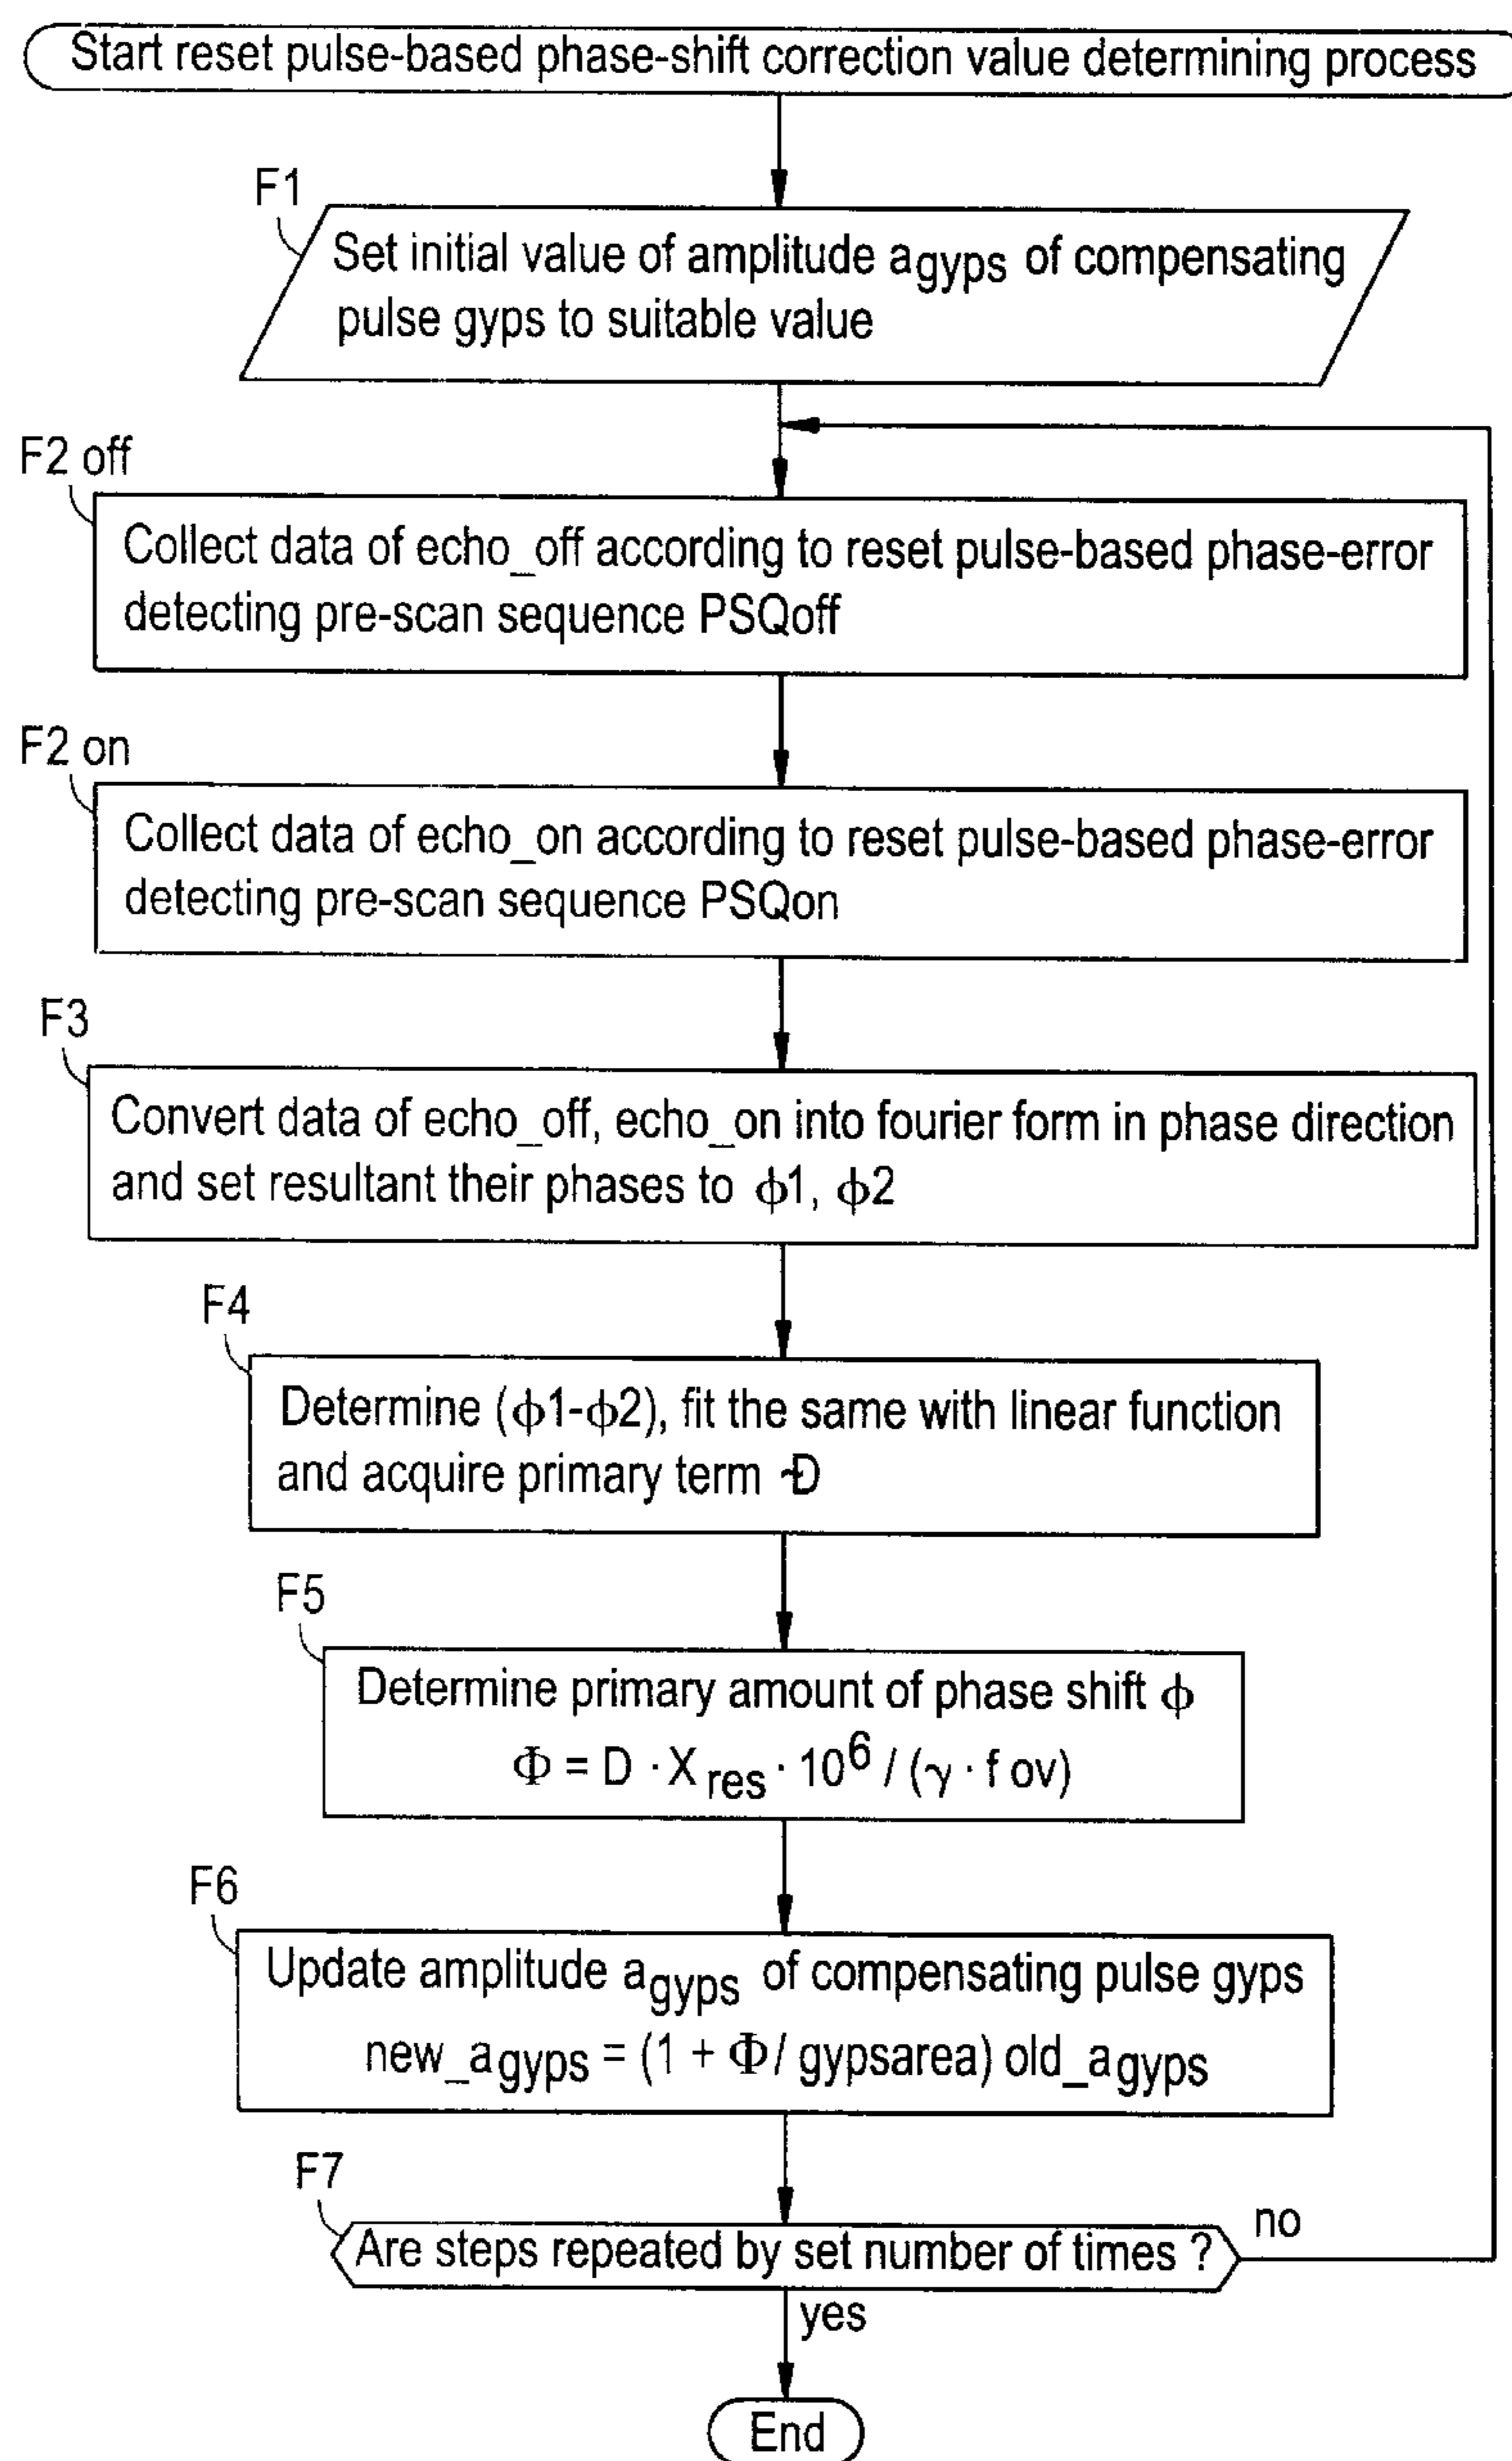 Start reset pulse-based phase-shift correction value determining process
F1
Set initial value of amplitude agyps of compensating
pulse gyps to suitable value
F2 off
Collect data of echo_off according to reset pulse-based phase-error
detecting pre-scan sequence PSQoff
F2 on
Collect data of echo_on according to reset pulse-based phase-error
detecting pre-scan sequence PSQon
F3
Convert data of echo_off, echo_on into fourier form in phase direction
and set resultant their phases to ϕ1, ϕ2
F4
Determine (ϕ1-ϕ2), fit the same with linear function
and acquire primary term -D
F5
Determine primary amount of phase shift ϕ
Φ = D · Xres · 10^6 / (γ · f ov)
F6
Update amplitude agyps of compensating pulse gyps
new_agyps = (1 + Φ / gypsarea) old_agyps
F7
Are steps repeated by set number of times ?
no
yes
End